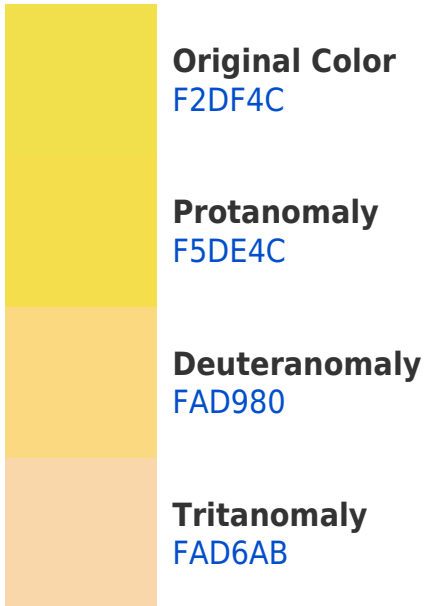 Original Color
F2DF4C
Protanomaly
F5DE4C
Deuteranomaly
FAD980
Tritanomaly
FAD6AB